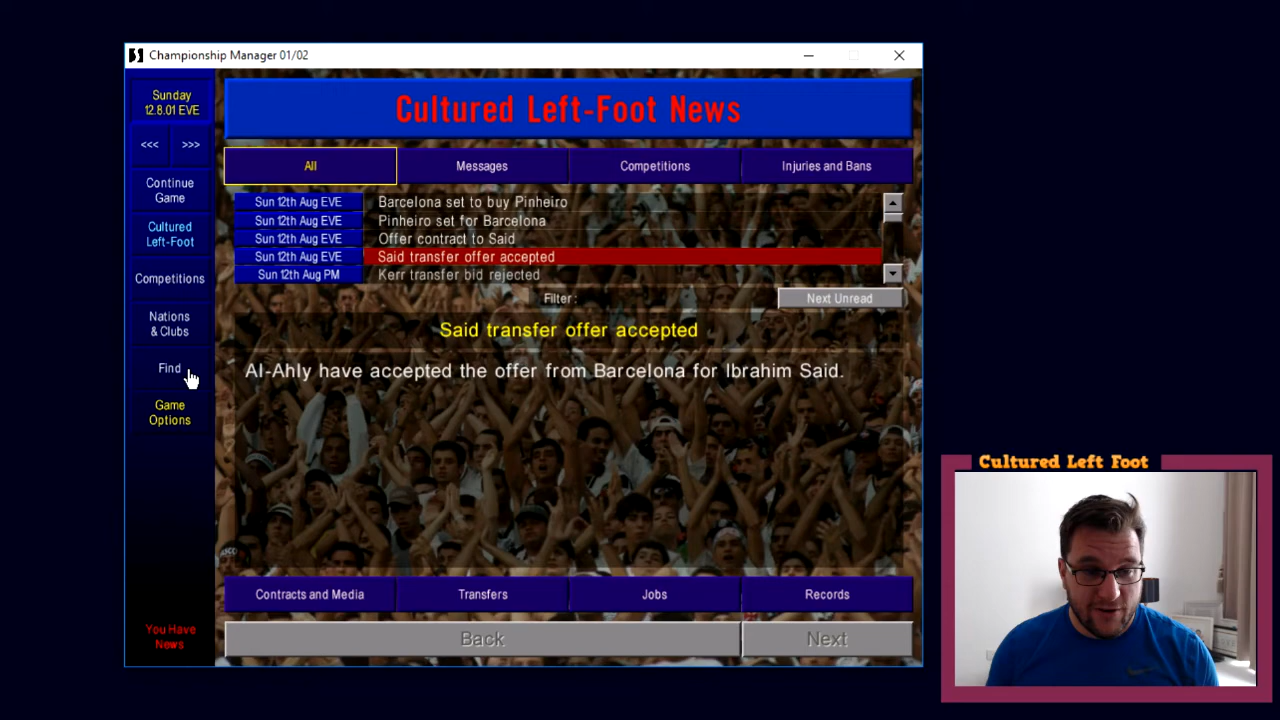 Championship Manager 01/02
Sunday
12.8.01 EVE
<<< >>>
Continue
Game
Cultured
Left-Foot
Competitions
Nations
& Clubs
Find
Game
Options
You Have
News
Cultured Left-Foot News
All Messages Competitions Injuries and Bans
Sun 12th Aug EVE Barcelona set to buy Pinheiro
Sun 12th Aug EVE Pinheiro set for Barcelona
Sun 12th Aug EVE Offer contract to Said
Sun 12th Aug EVE Said transfer offer accepted
Sun 12th Aug PM Kerr transfer bid rejected
Filter : Next Unread
Said transfer offer accepted
Al-Ahly have accepted the offer from Barcelona for Ibrahim Said.
Contracts and Media Transfers Jobs Records
Back Next
Cultured Left Foot